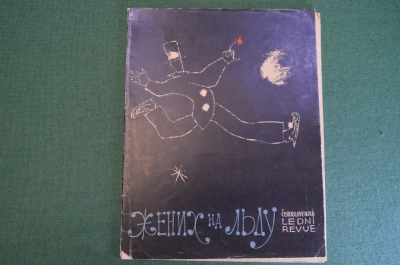 ЖЕНИХ НА ЛЬДУ
ČESKOSLOVENSKÁ
LEDNÍ
REVUE